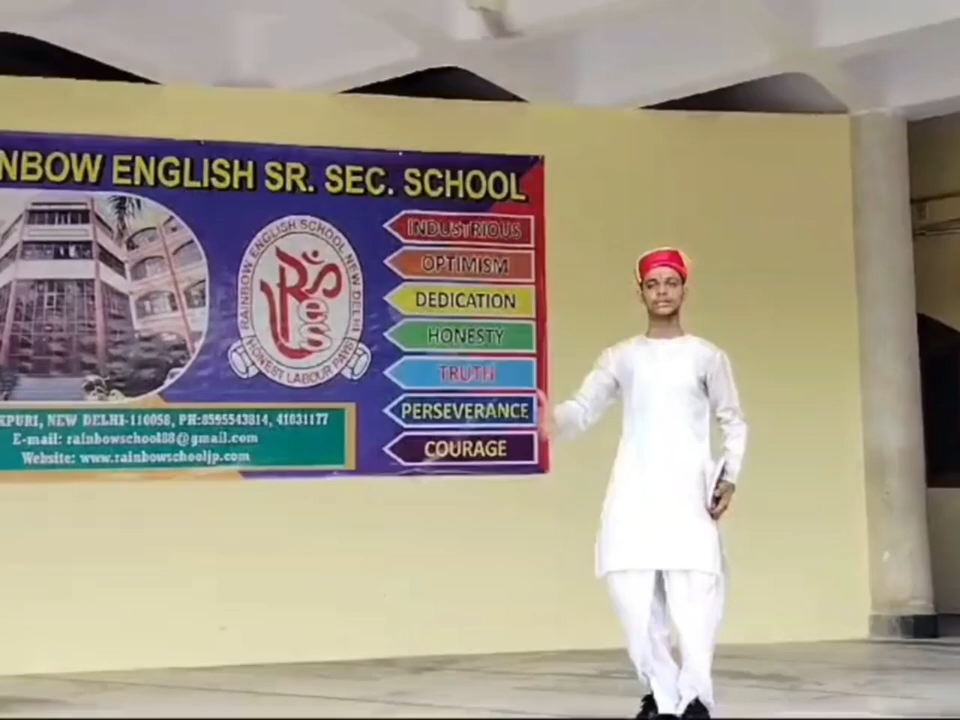 NBOW ENGLISH SR. SEC. SCHOOL
RAINBOW ENGLISH SCHOOL NEW DELHI
HONEST LABOUR PAYS
INDUSTRIOUS
OPTIMISM
DEDICATION
HONESTY
TRUTH
PERSEVERANCE
COURAGE
KPURI, NEW DELHI-110058, PH:8595543814, 41031177
E-mail: rainbowschool88@gmail.com
Website: www.rainbowschooljp.com